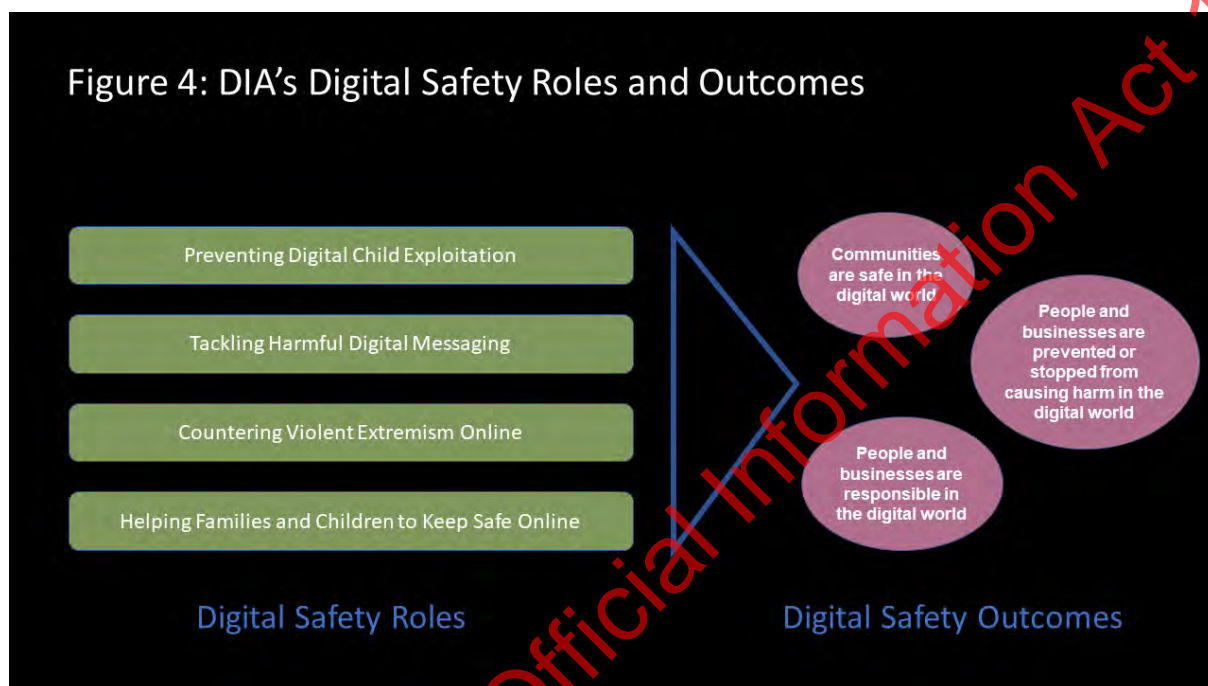 Figure 4: DIA’s Digital Safety Roles and Outcomes
Preventing Digital Child Exploitation
Tackling Harmful Digital Messaging
Countering Violent Extremism Online
Helping Families and Children to Keep Safe Online
Digital Safety Roles
Communities
are safe in the
digital world
People and
businesses are
prevented or
stopped from
causing harm in the
digital world
People and
businesses are
responsible in
the digital world
Digital Safety Outcomes
Official Information Act